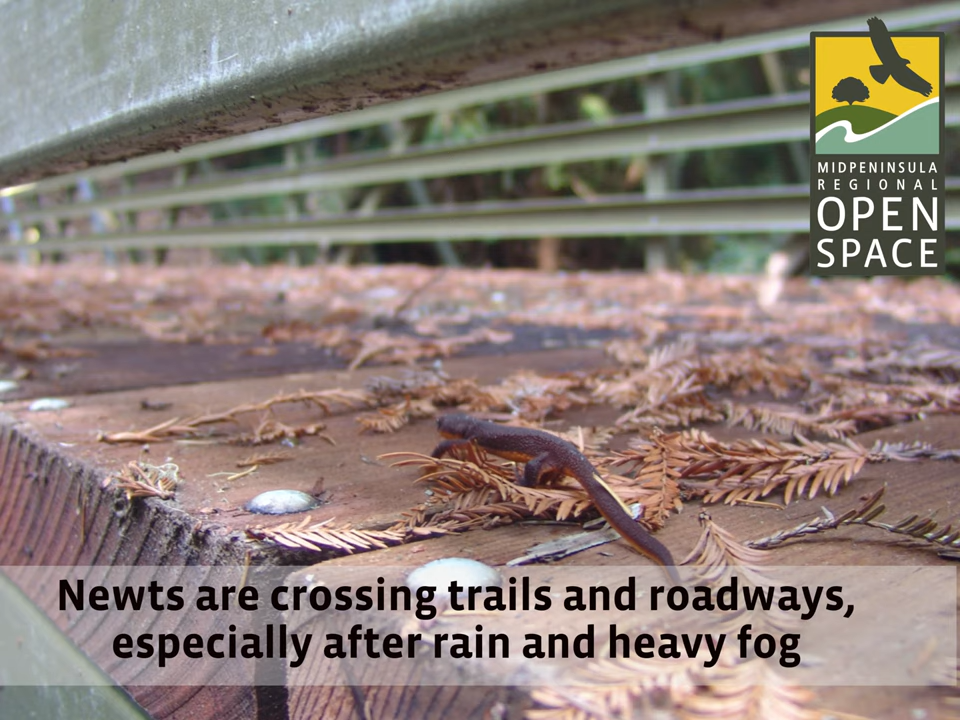 MIDPENINSULA
REGIONAL
OPEN
SPACE
Newts are crossing trails and roadways,
especially after rain and heavy fog